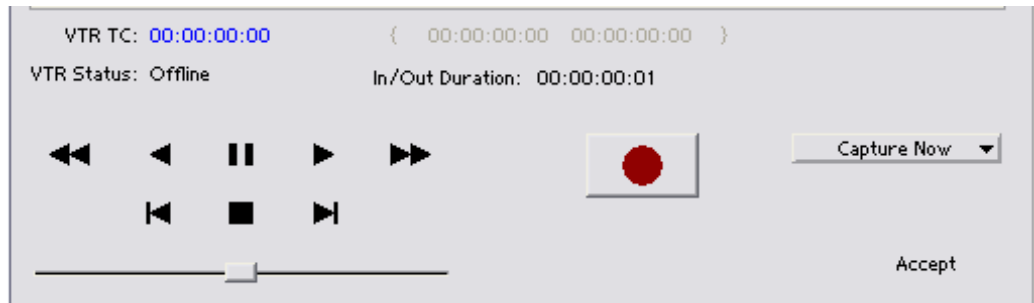 VTR TC: 00:00:00:00 { 00:00:00:00 00:00:00:00 }
VTR Status: Offline In/Out Duration: 00:00:00:01
Capture Now
Accept